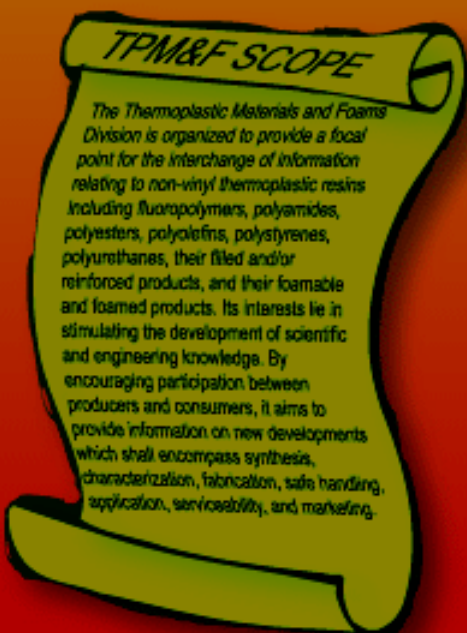 TPM&F SCOPE
The Thermoplastic Materials and Foams
Division is organized to provide a focal
point for the interchange of information
relating to non-vinyl thermoplastic resins
including fluoropolymers, polyamides,
polyesters, polyolefins, polystyrenes,
polyurethanes, their filled and/or
reinforced products, and their foamable
and foamed products. Its interests lie in
stimulating the development of scientific
and engineering knowledge. By
encouraging participation between
producers and consumers, it aims to
provide information on new developments
which shall encompass synthesis,
characterization, fabrication, safe handling,
application, serviceability, and marketing.